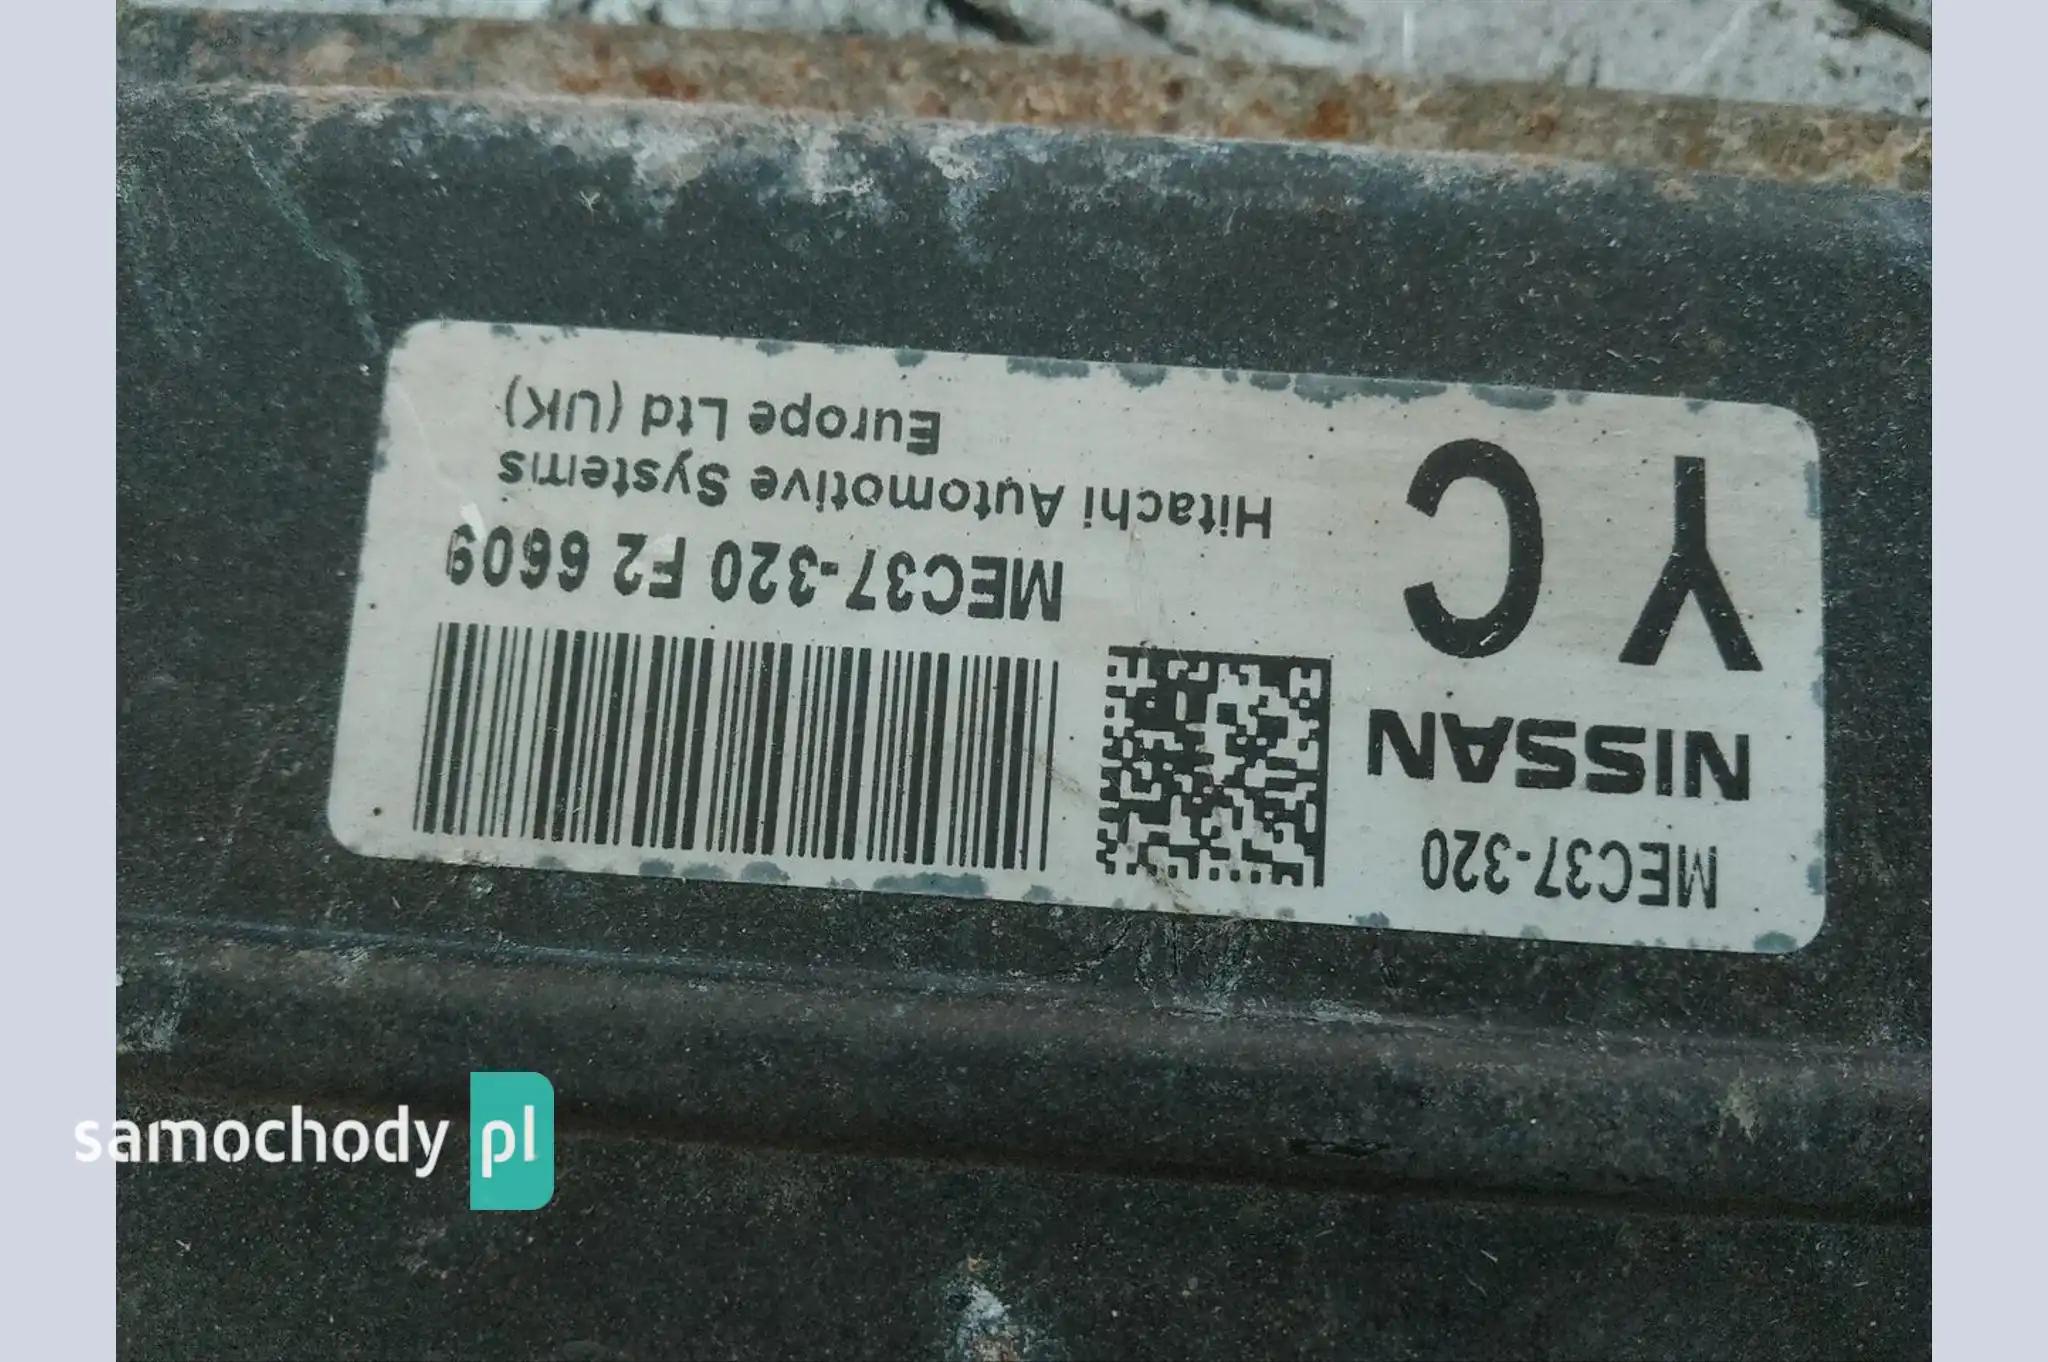 MEC37-320
NISSAN
Y C
MEC37-320 F2 6609
Hitachi Automotive Systems
Europe Ltd (UK)
samochody pl